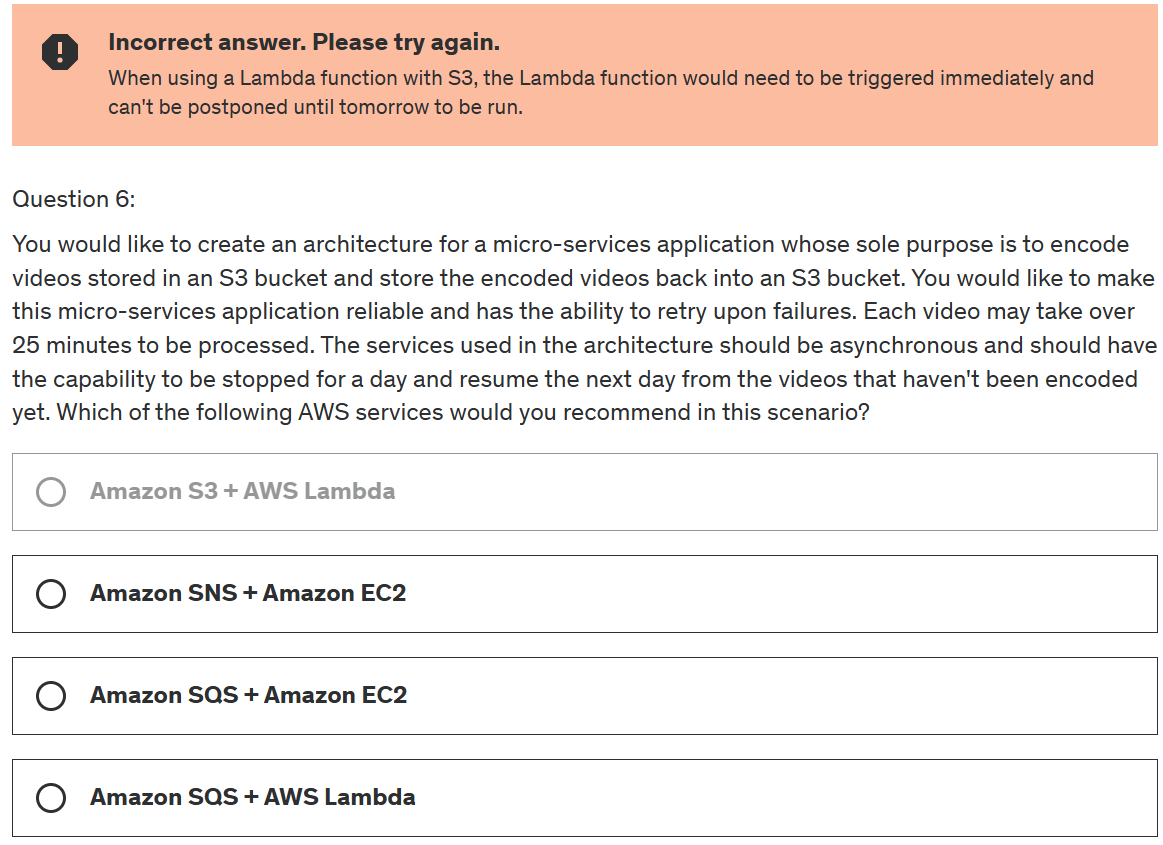 Incorrect answer. Please try again.
When using a Lambda function with S3, the Lambda function would need to be triggered immediately and
can't be postponed until tomorrow to be run.
Question 6:
You would like to create an architecture for a micro-services application whose sole purpose is to encode
videos stored in an S3 bucket and store the encoded videos back into an S3 bucket. You would like to make
this micro-services application reliable and has the ability to retry upon failures. Each video may take over
25 minutes to be processed. The services used in the architecture should be asynchronous and should have
the capability to be stopped for a day and resume the next day from the videos that haven't been encoded
yet. Which of the following AWS services would you recommend in this scenario?
Amazon S3 + AWS Lambda
Amazon SNS + Amazon EC2
Amazon SQS + Amazon EC2
Amazon SQS + AWS Lambda